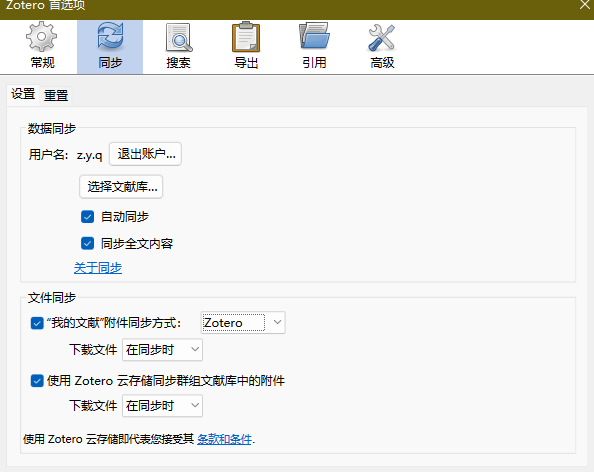 Zotero 首选项
常规 同步 搜索 导出 引用 高级
设置 重置
数据同步
用户名: z.y.q 退出账户...
选择文献库...
自动同步
同步全文内容
关于同步
文件同步
“我的文献”附件同步方式: Zotero
下载文件 在同步时
使用 Zotero 云存储同步群组文献库中的附件
下载文件 在同步时
使用 Zotero 云存储即代表您接受其 条款和条件.